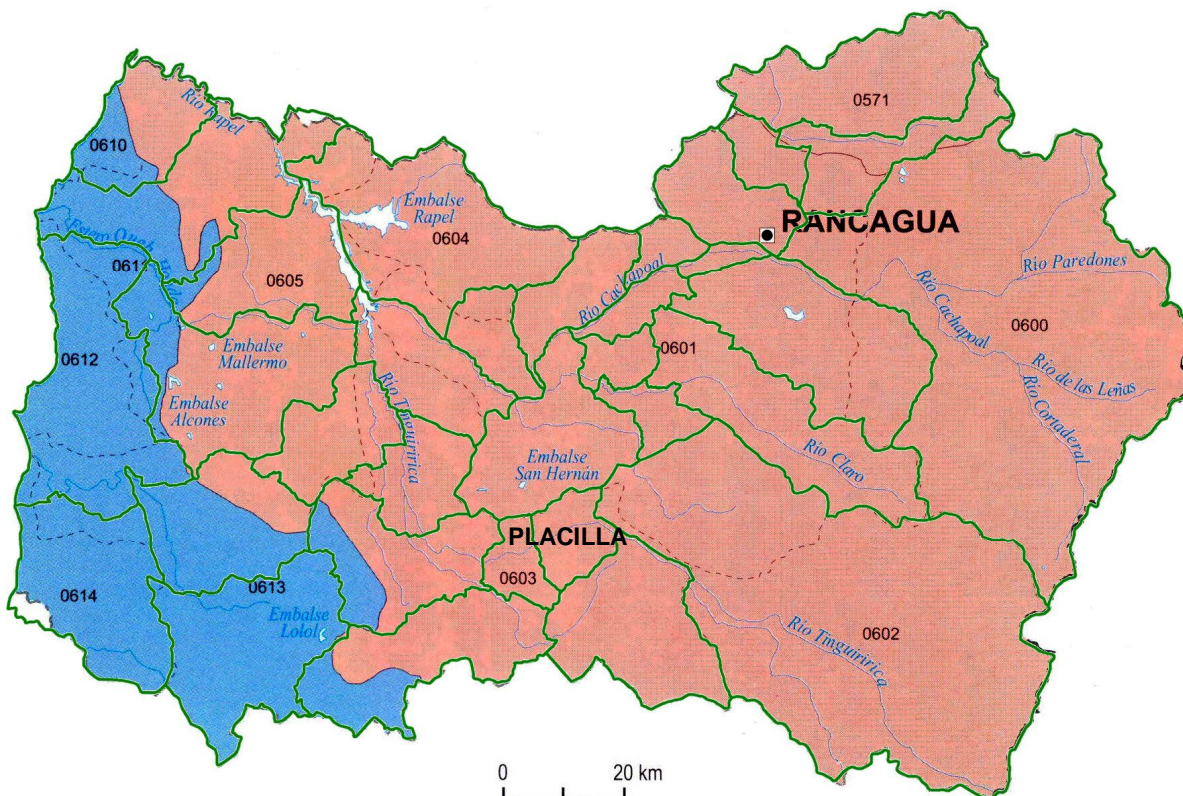 0571
Río Rapel
0610
Embalse
Rapel
RANCAGUA
0604
Río Paredones
0611
Río Cachapoal
Río Cachapoal
0605
0600
Embalse
Mallermo
0601
0612
Río de las Leñas
Río Cortaderal
Embalse
Alcones
Río Tinguiririca
Río Claro
Embalse
San Hernán
PLACILLA
0603
0613
0614
Embalse
Lolol
Río Tinguiririca
0602
0
20 km